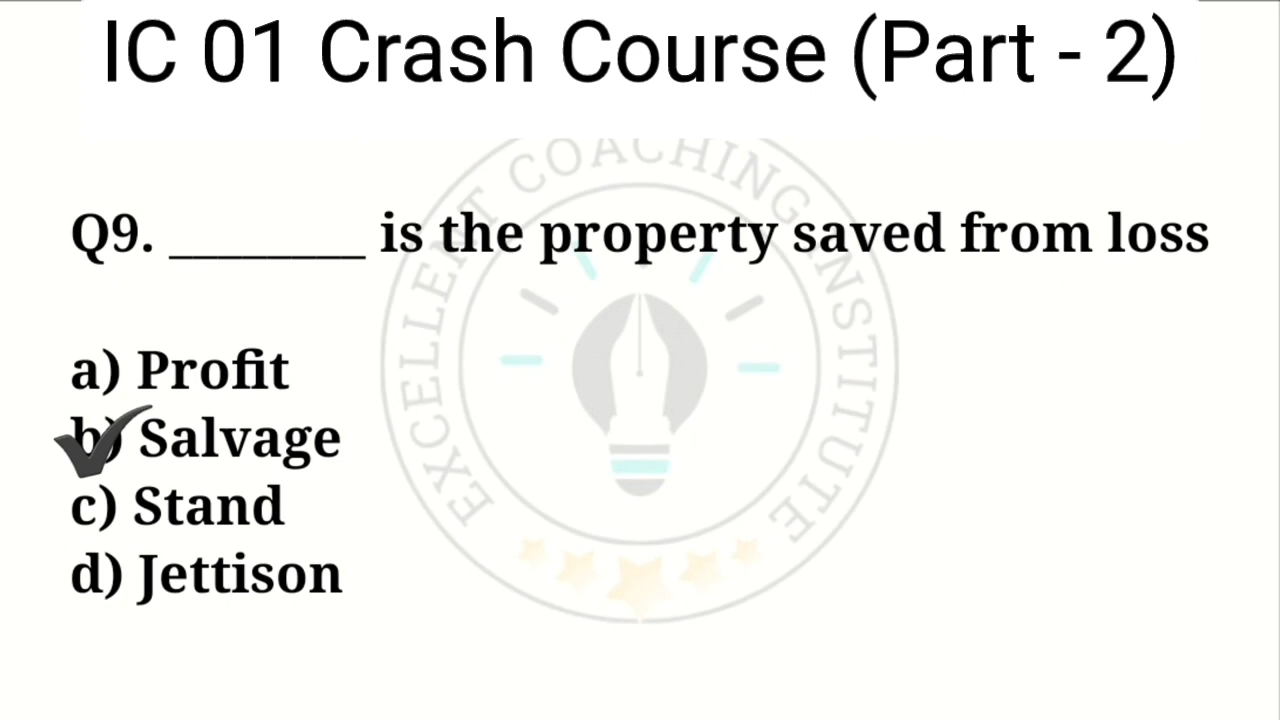 IC 01 Crash Course (Part - 2)
EXCELLENT COACHING INSTITUTE
Q9. ________ is the property saved from loss
a) Profit
b) Salvage
c) Stand
d) Jettison